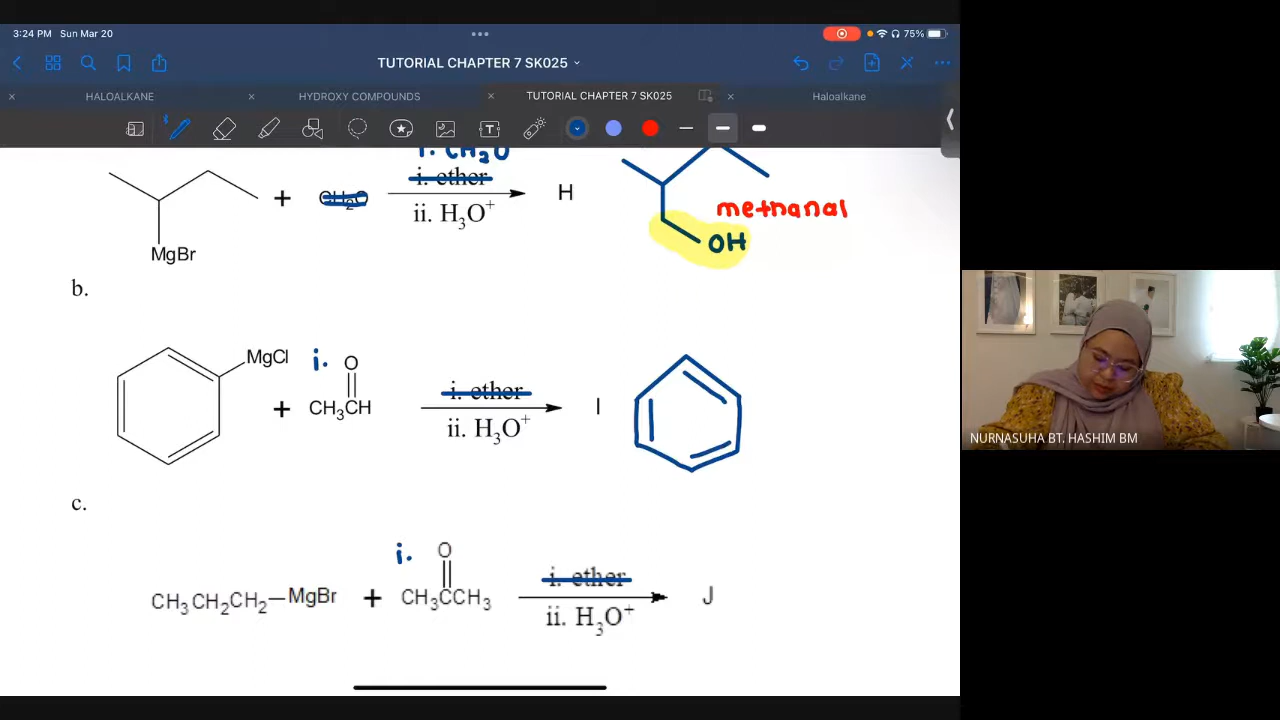 3:24 PM Sun Mar 20
75%
TUTORIAL CHAPTER 7 SK025
HALOALKANE
HYDROXY COMPOUNDS
TUTORIAL CHAPTER 7 SK025
Haloalkane
i. CH2O
i. ether
+ CH2O
ii. H3O+
H
methanal
OH
MgBr
b.
MgCl
i. O
i. ether
+ CH3CH
ii. H3O+
I
c.
i. O
i. ether
CH3CH2CH2—MgBr + CH3CCH3
J
ii. H3O+
NURNASUHA BT. HASHIM BM